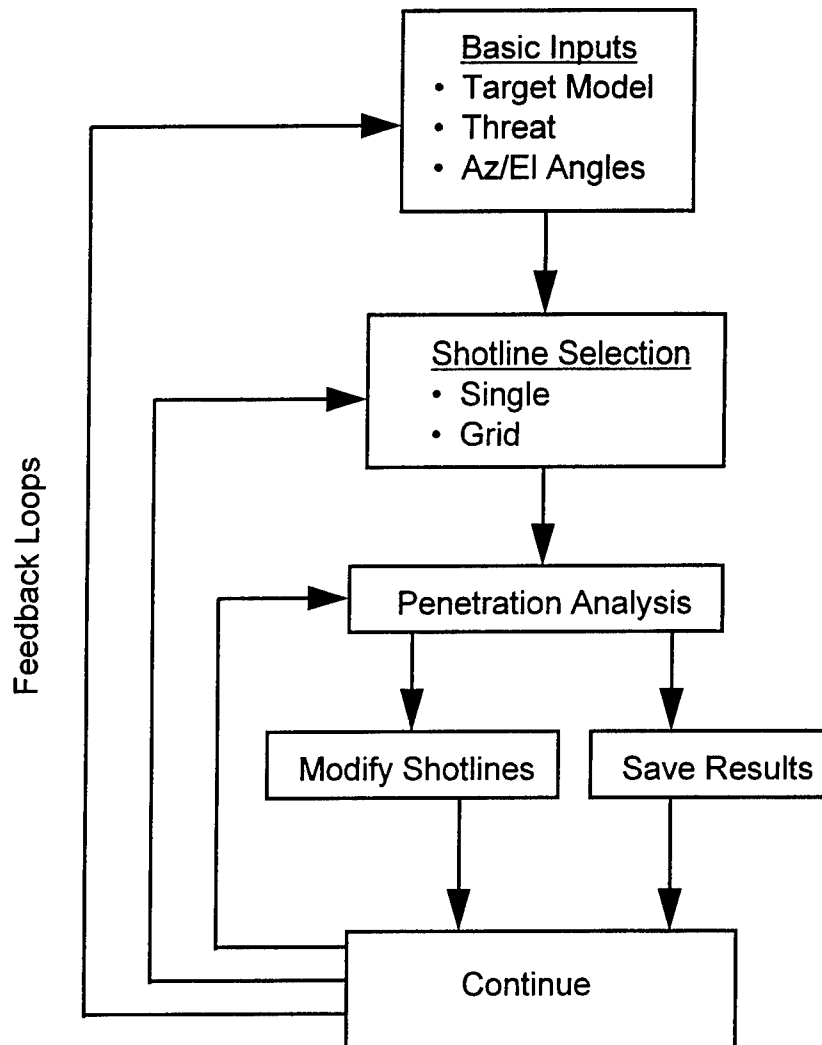 Basic Inputs
• Target Model
• Threat
• Az/El Angles
Shotline Selection
• Single
• Grid
Feedback Loops
Penetration Analysis
Modify Shotlines
Save Results
Continue